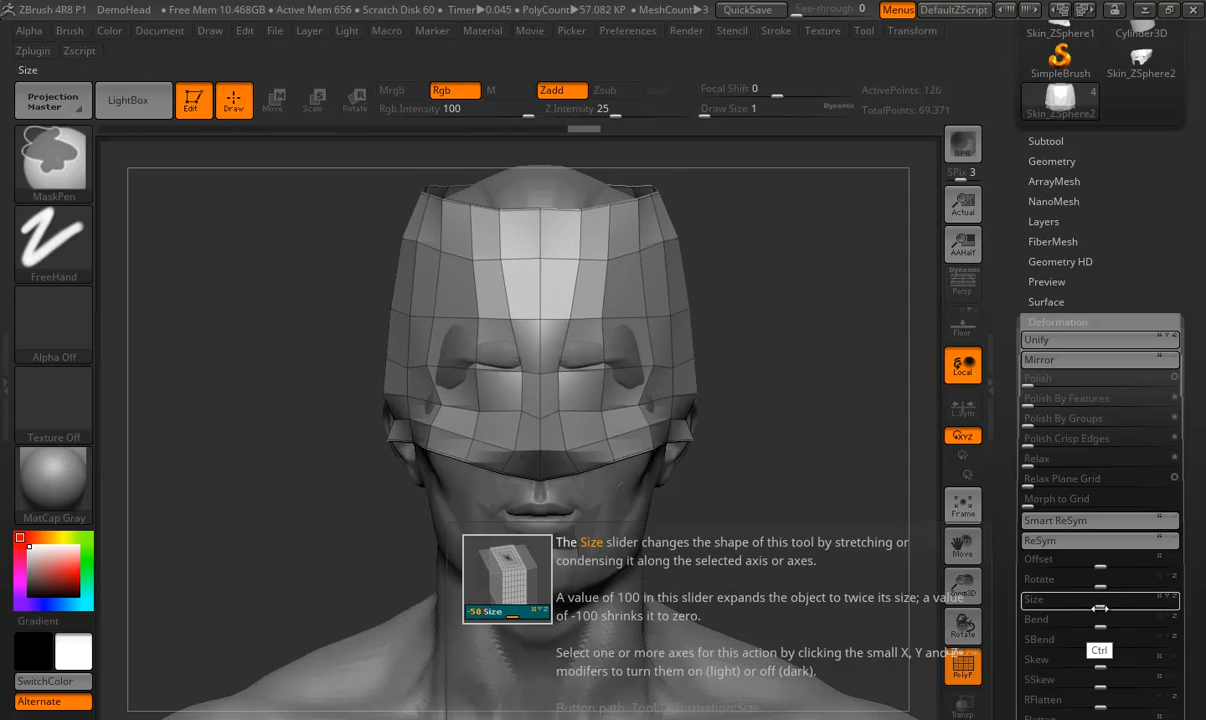 ZBrush 4R8 P1 DemoHead • Free Mem 10.468GB • Active Mem 656 • Scratch Disk 60 • Timer▶0.045 • PolyCount▶57.082 KP • MeshCount▶3 QuickSave See-through 0 Menus DefaultZScript
Alpha Brush Color Document Draw Edit File Layer Light Macro Marker Material Movie Picker Preferences Render Stencil Stroke Texture Tool Transform
Zplugin Zscript
Size
Projection Master
LightBox
Edit
Draw
Move
Scale
Rotate
Mrgb Rgb M
Rgb Intensity 100
Zadd Zsub
Z Intensity 25
Focal Shift 0
Draw Size 1
Dynamic
ActivePoints: 126
TotalPoints: 69.371
MaskPen
FreeHand
Alpha Off
Texture Off
MatCap Gray
Gradient
SwitchColor
Alternate
The Size slider changes the shape of this tool by stretching or
condensing it along the selected axis or axes.
A value of 100 in this slider expands the object to twice its size; a value
of -100 shrinks it to zero.
Select one or more axes for this action by clicking the small X, Y and Z
modifers to turn them on (light) or off (dark).
Button path: Tool:Deformation:Size
-50 Size X Y Z
BPR
SPix 3
Actual
AAHalf
Dynamic
Persp
Floor
Local
L.Sym
XYZ
Frame
Move
Zoom3D
Rotate
PolyF
Transp
Skin_ZSphere1 Cylinder3D
SimpleBrush Skin_ZSphere2
4
Skin_ZSphere2
Subtool
Geometry
ArrayMesh
NanoMesh
Layers
FiberMesh
Geometry HD
Preview
Surface
Deformation
Unify
Mirror
Polish
Polish By Features
Polish By Groups
Polish Crisp Edges
Relax
Relax Plane Grid
Morph to Grid
Smart ReSym
ReSym
Offset
Rotate
Size
Bend
SBend
Skew
SSkew
RFlatten
Flatten
Ctrl